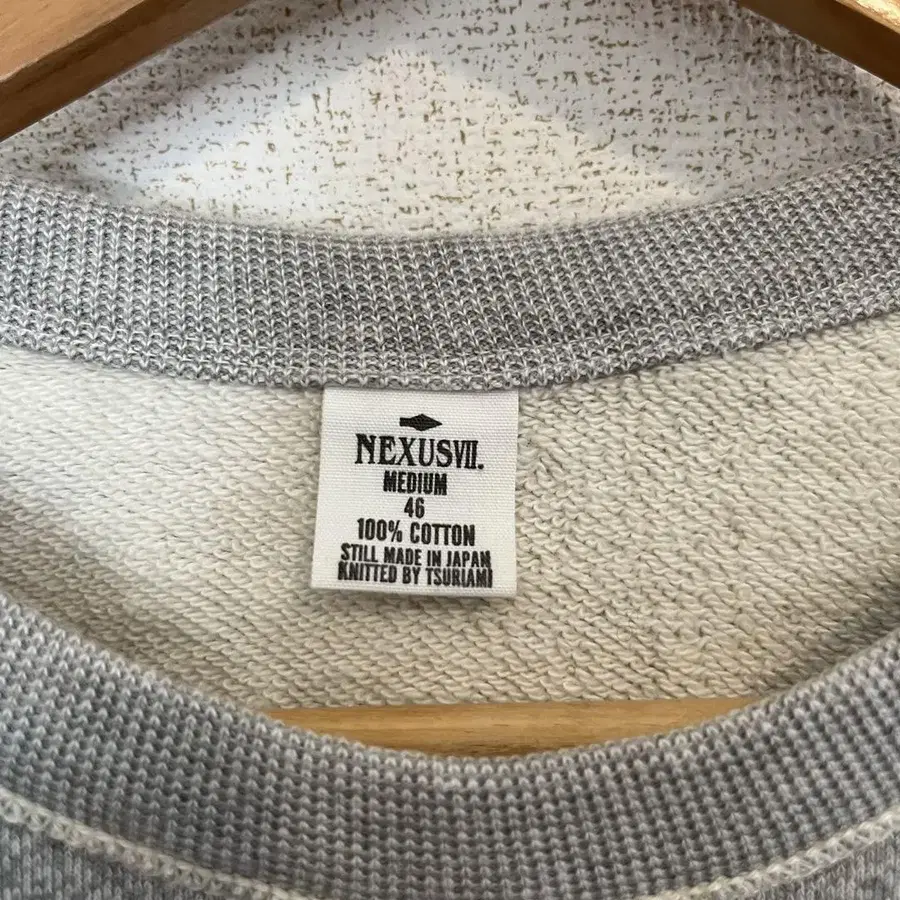 NEXUSVII.
MEDIUM
46
100% COTTON
STILL MADE IN JAPAN
KNITTED BY TSURIAMI